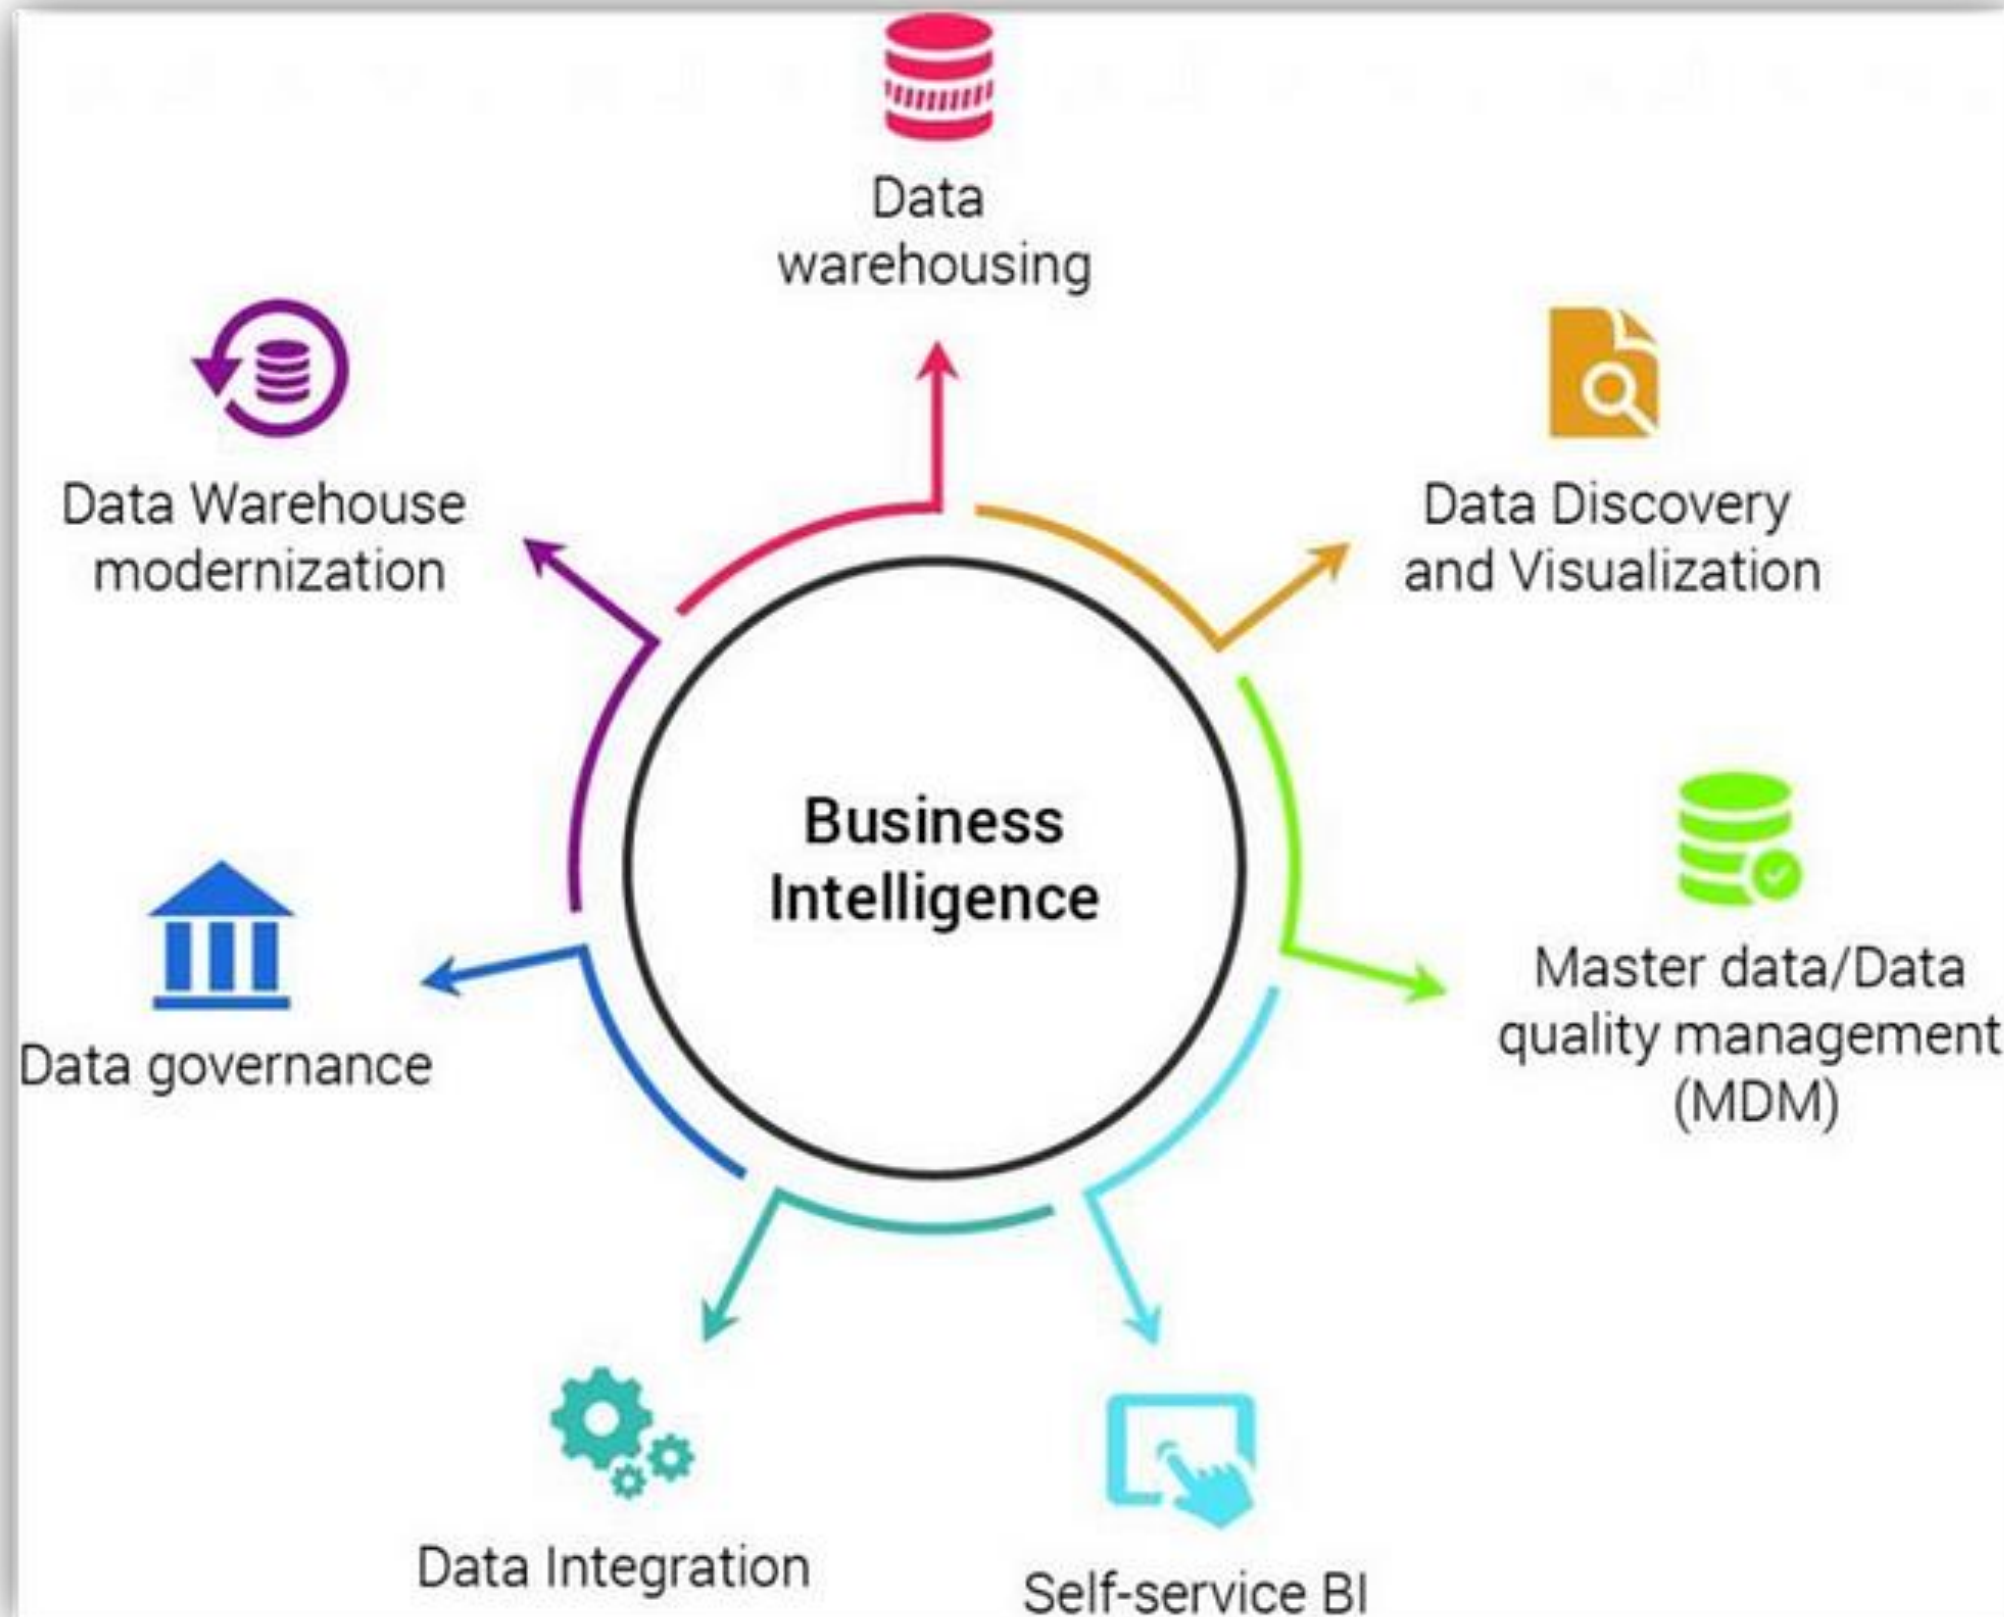 Data
warehousing
Data Warehouse
modernization
Data Discovery
and Visualization
Business
Intelligence
Master data/Data
quality management
(MDM)
Data governance
Data Integration
Self-service BI